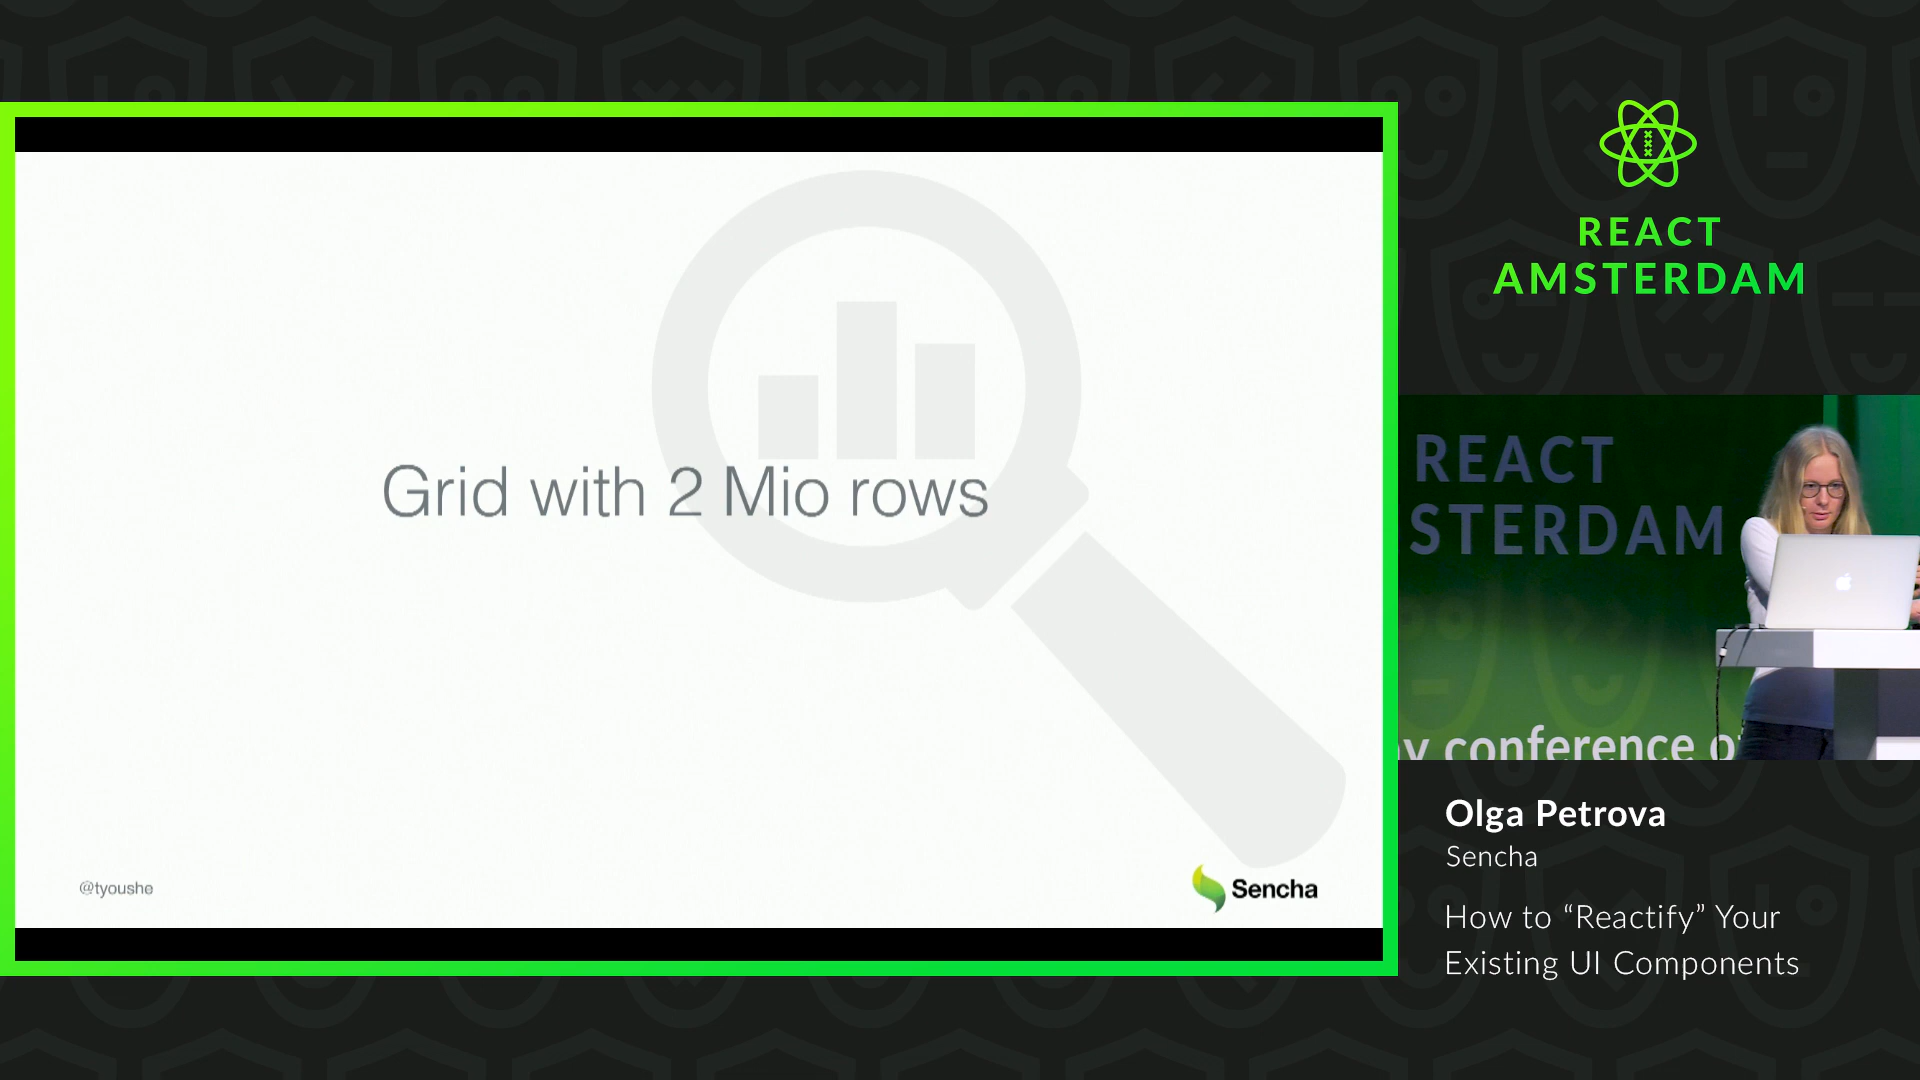 Grid with 2 Mio rows
@tyoushe
Sencha
REACT
AMSTERDAM
REACT
STERDAM
y conference o
Olga Petrova
Sencha
How to “Reactify” Your
Existing UI Components